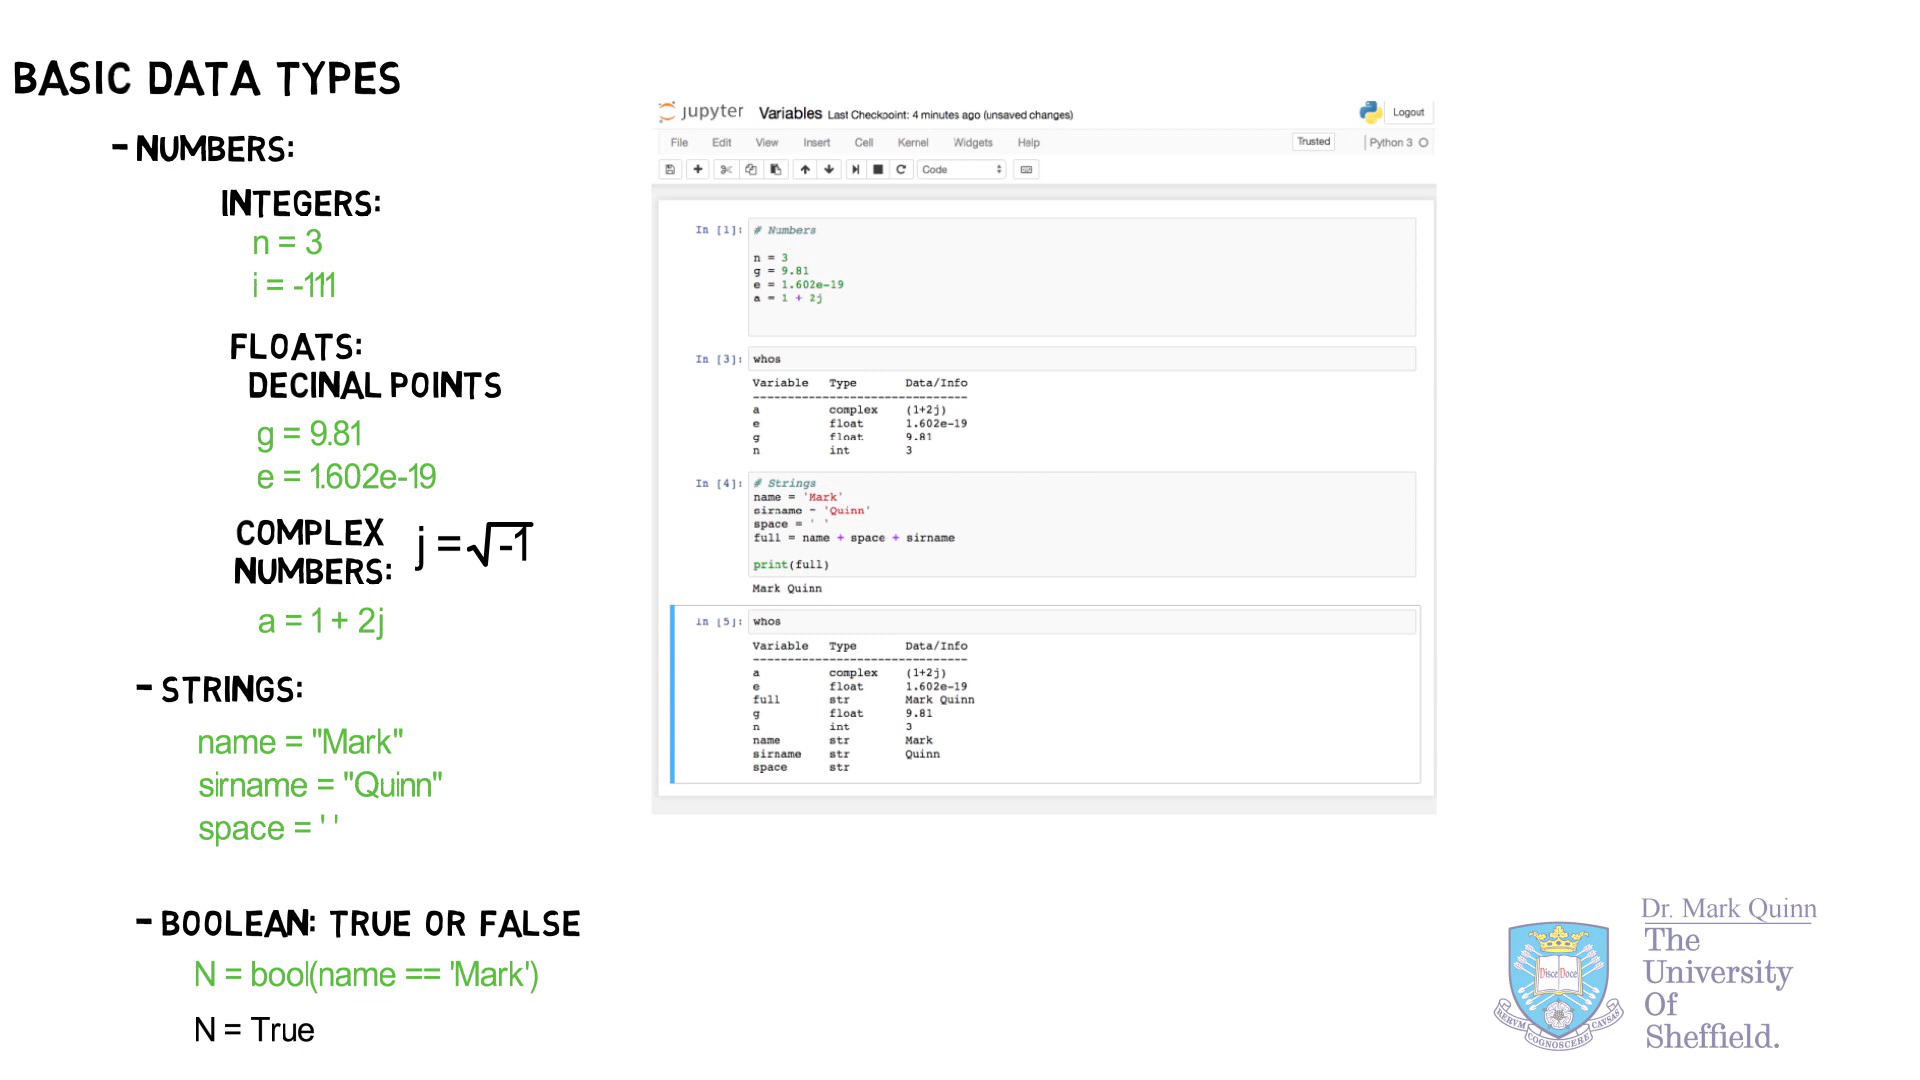 BASIC DATA TYPES
- NUMBERS:
INTEGERS:
n = 3
i = -111
FLOATS:
DECINAL POINTS
g = 9.81
e = 1.602e-19
COMPLEX
NUMBERS:
j = √-1
a = 1 + 2j
- STRINGS:
name = "Mark"
sirname = "Quinn"
space = ' '
- BOOLEAN: TRUE OR FALSE
N = bool(name == 'Mark')
N = True
jupyter Variables Last Checkpoint: 4 minutes ago (unsaved changes) Logout
File Edit View Insert Cell Kernel Widgets Help Trusted | Python 3 O
Code
In [1]: # Numbers
n = 3
g = 9.81
e = 1.602e-19
a = 1 + 2j
In [3]: whos
Variable Type Data/Info
-------------------------------
a complex (1+2j)
e float 1.602e-19
g float 9.81
n int 3
In [4]: # Strings
name = 'Mark'
sirname = 'Quinn'
space = ' '
full = name + space + sirname
print(full)
Mark Quinn
In [5]: whos
Variable Type Data/Info
-------------------------------
a complex (1+2j)
e float 1.602e-19
full str Mark Quinn
g float 9.81
n int 3
name str Mark
sirname str Quinn
space str
Dr. Mark Quinn
The
University
Of
Sheffield.
Disce Doce
RERVM COGNOSCERE CAVSAS